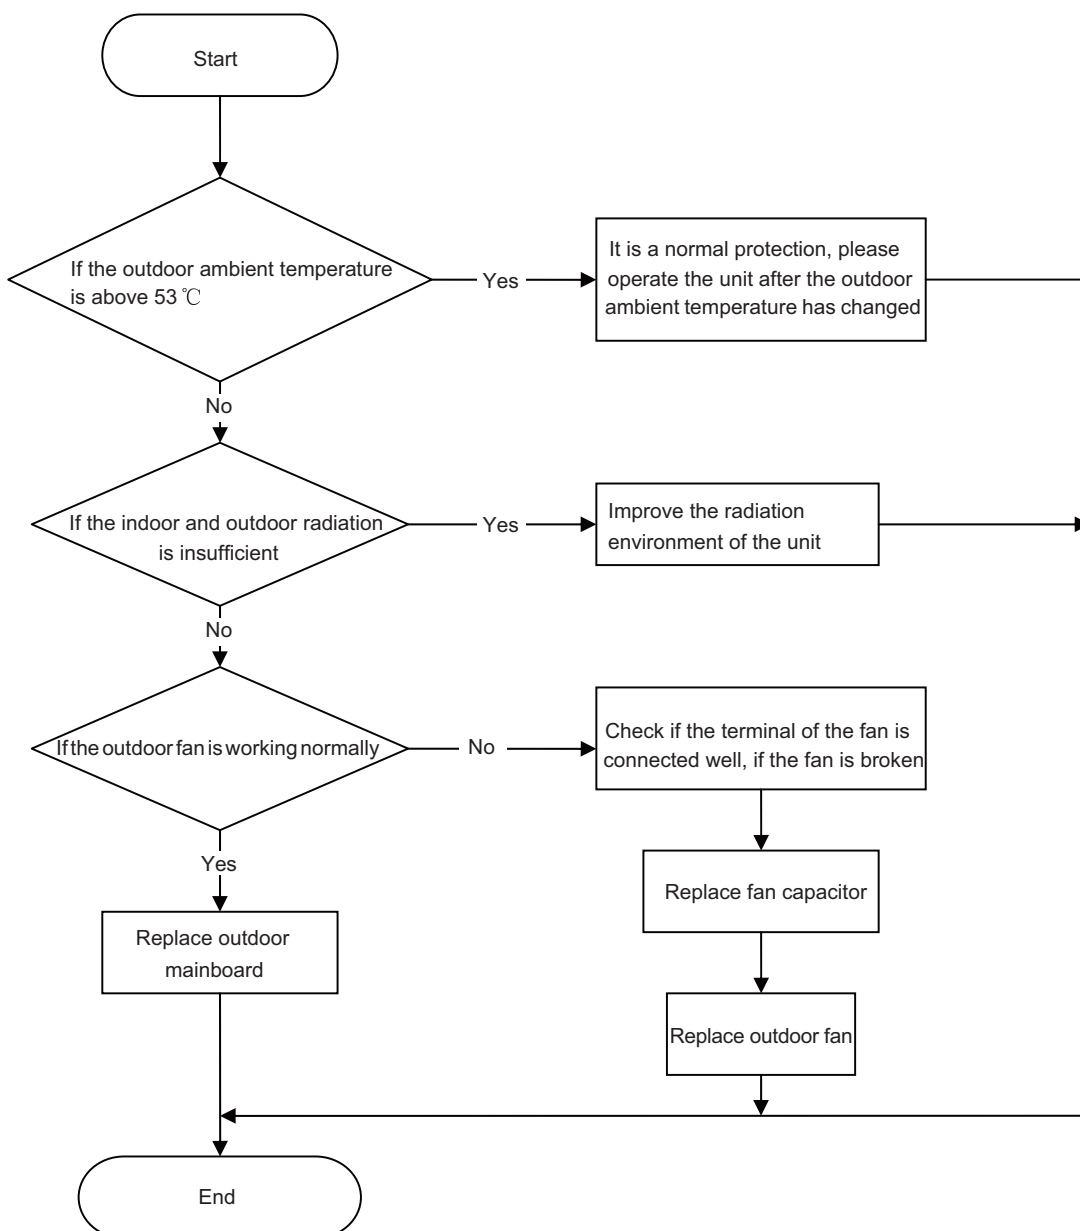 Start
If the outdoor ambient temperature
is above 53 ℃
Yes
It is a normal protection, please
operate the unit after the outdoor
ambient temperature has changed
No
If the indoor and outdoor radiation
is insufficient
Yes
Improve the radiation
environment of the unit
No
If the outdoor fan is working normally
No
Check if the terminal of the fan is
connected well, if the fan is broken
Yes
Replace fan capacitor
Replace outdoor
mainboard
Replace outdoor fan
End